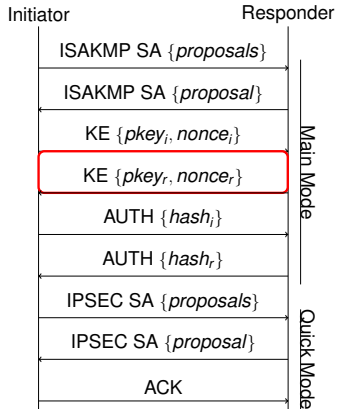 Initiator Responder
ISAKMP SA {proposals}
ISAKMP SA {proposal}
KE {pkeyᵢ, nonceᵢ}
KE {pkeyᵣ, nonceᵣ}
AUTH {hashᵢ}
AUTH {hashᵣ}
Main Mode
IPSEC SA {proposals}
IPSEC SA {proposal}
ACK
Quick Mode